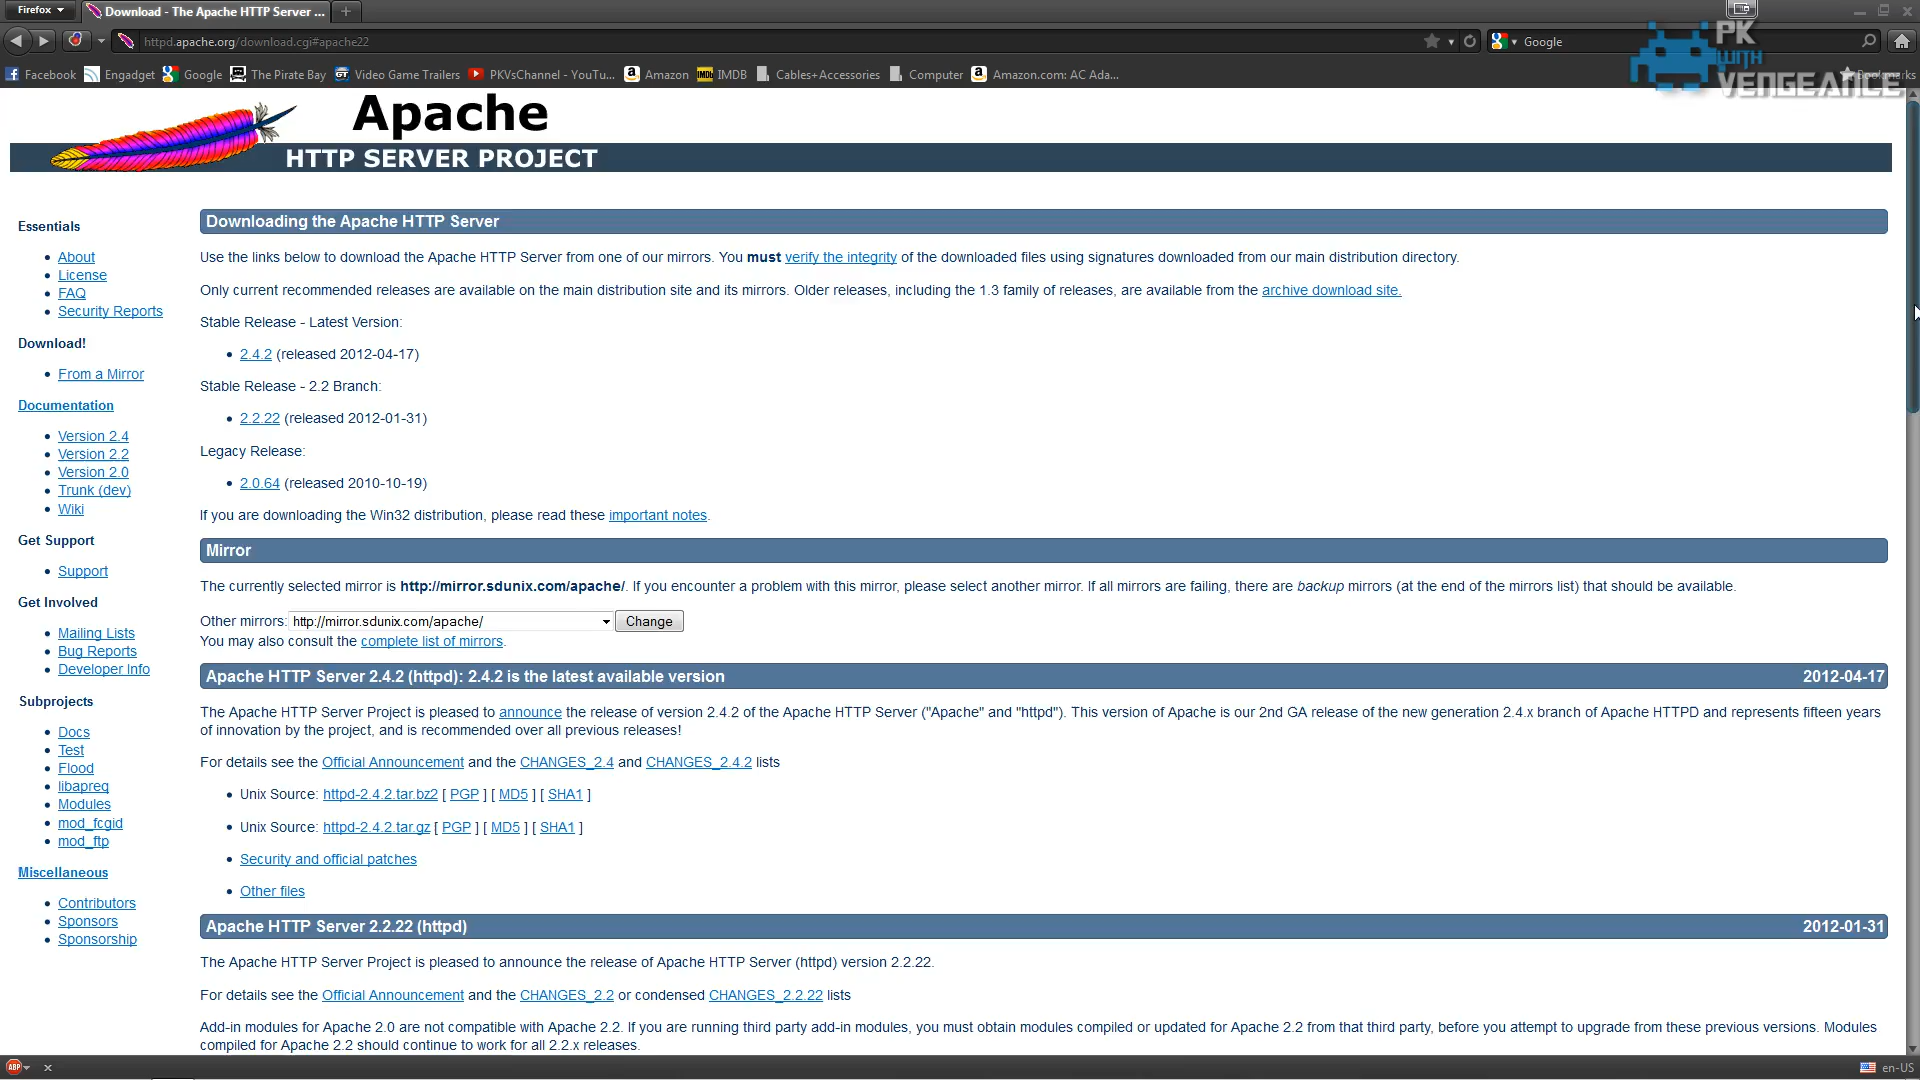 Firefox
Download - The Apache HTTP Server ...
httpd.apache.org/download.cgi#apache22
Google
PK
WITH
VENGEANCE
Facebook Engadget Google The Pirate Bay Video Game Trailers PKVsChannel - YouTu... Amazon IMDB Cables+Accessories Computer Amazon.com: AC Ada... Bookmarks
Apache
HTTP SERVER PROJECT
Essentials
About
License
FAQ
Security Reports
Download!
From a Mirror
Documentation
Version 2.4
Version 2.2
Version 2.0
Trunk (dev)
Wiki
Get Support
Support
Get Involved
Mailing Lists
Bug Reports
Developer Info
Subprojects
Docs
Test
Flood
libapreq
Modules
mod_fcgid
mod_ftp
Miscellaneous
Contributors
Sponsors
Sponsorship
Downloading the Apache HTTP Server
Use the links below to download the Apache HTTP Server from one of our mirrors. You must verify the integrity of the downloaded files using signatures downloaded from our main distribution directory.
Only current recommended releases are available on the main distribution site and its mirrors. Older releases, including the 1.3 family of releases, are available from the archive download site.
Stable Release - Latest Version:
2.4.2 (released 2012-04-17)
Stable Release - 2.2 Branch:
2.2.22 (released 2012-01-31)
Legacy Release:
2.0.64 (released 2010-10-19)
If you are downloading the Win32 distribution, please read these important notes.
Mirror
The currently selected mirror is http://mirror.sdunix.com/apache/. If you encounter a problem with this mirror, please select another mirror. If all mirrors are failing, there are backup mirrors (at the end of the mirrors list) that should be available.
Other mirrors: http://mirror.sdunix.com/apache/ Change
You may also consult the complete list of mirrors.
Apache HTTP Server 2.4.2 (httpd): 2.4.2 is the latest available version 2012-04-17
The Apache HTTP Server Project is pleased to announce the release of version 2.4.2 of the Apache HTTP Server ("Apache" and "httpd"). This version of Apache is our 2nd GA release of the new generation 2.4.x branch of Apache HTTPD and represents fifteen years
of innovation by the project, and is recommended over all previous releases!
For details see the Official Announcement and the CHANGES_2.4 and CHANGES_2.4.2 lists
Unix Source: httpd-2.4.2.tar.bz2 [ PGP ] [ MD5 ] [ SHA1 ]
Unix Source: httpd-2.4.2.tar.gz [ PGP ] [ MD5 ] [ SHA1 ]
Security and official patches
Other files
Apache HTTP Server 2.2.22 (httpd) 2012-01-31
The Apache HTTP Server Project is pleased to announce the release of Apache HTTP Server (httpd) version 2.2.22.
For details see the Official Announcement and the CHANGES_2.2 or condensed CHANGES_2.2.22 lists
Add-in modules for Apache 2.0 are not compatible with Apache 2.2. If you are running third party add-in modules, you must obtain modules compiled or updated for Apache 2.2 from that third party, before you attempt to upgrade from these previous versions. Modules
compiled for Apache 2.2 should continue to work for all 2.2.x releases.
ABP
en-US